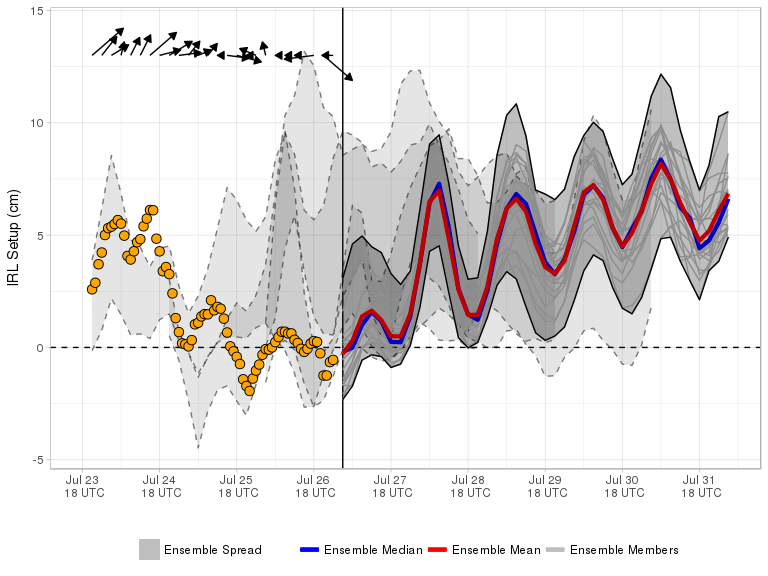 15
10
5
0
-5
IRL Setup (cm)
Jul 23 Jul 24 Jul 25 Jul 26 Jul 27 Jul 28 Jul 29 Jul 30 Jul 31
18 UTC 18 UTC 18 UTC 18 UTC 18 UTC 18 UTC 18 UTC 18 UTC 18 UTC
Ensemble Spread Ensemble Median Ensemble Mean Ensemble Members